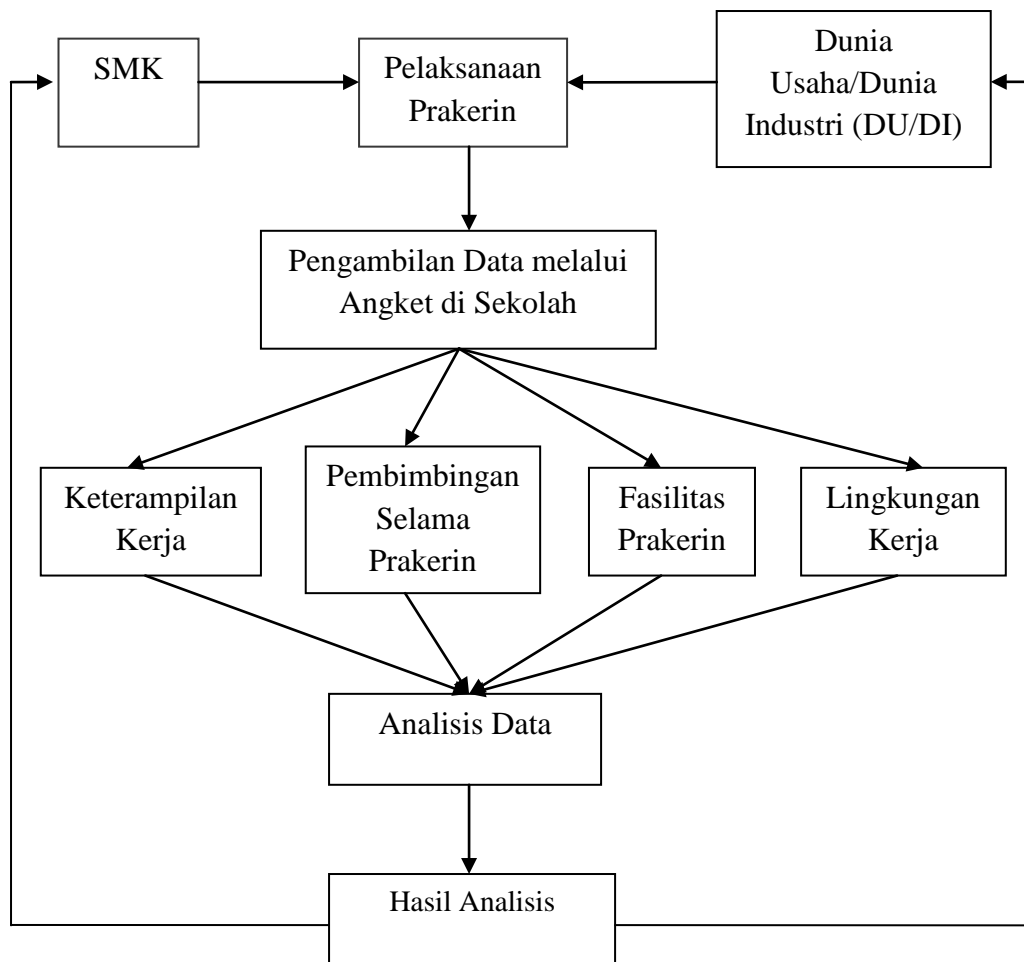 SMK
Pelaksanaan
Prakerin
Dunia
Usaha/Dunia
Industri (DU/DI)
Pengambilan Data melalui
Angket di Sekolah
Keterampilan
Kerja
Pembimbingan
Selama
Prakerin
Fasilitas
Prakerin
Lingkungan
Kerja
Analisis Data
Hasil Analisis